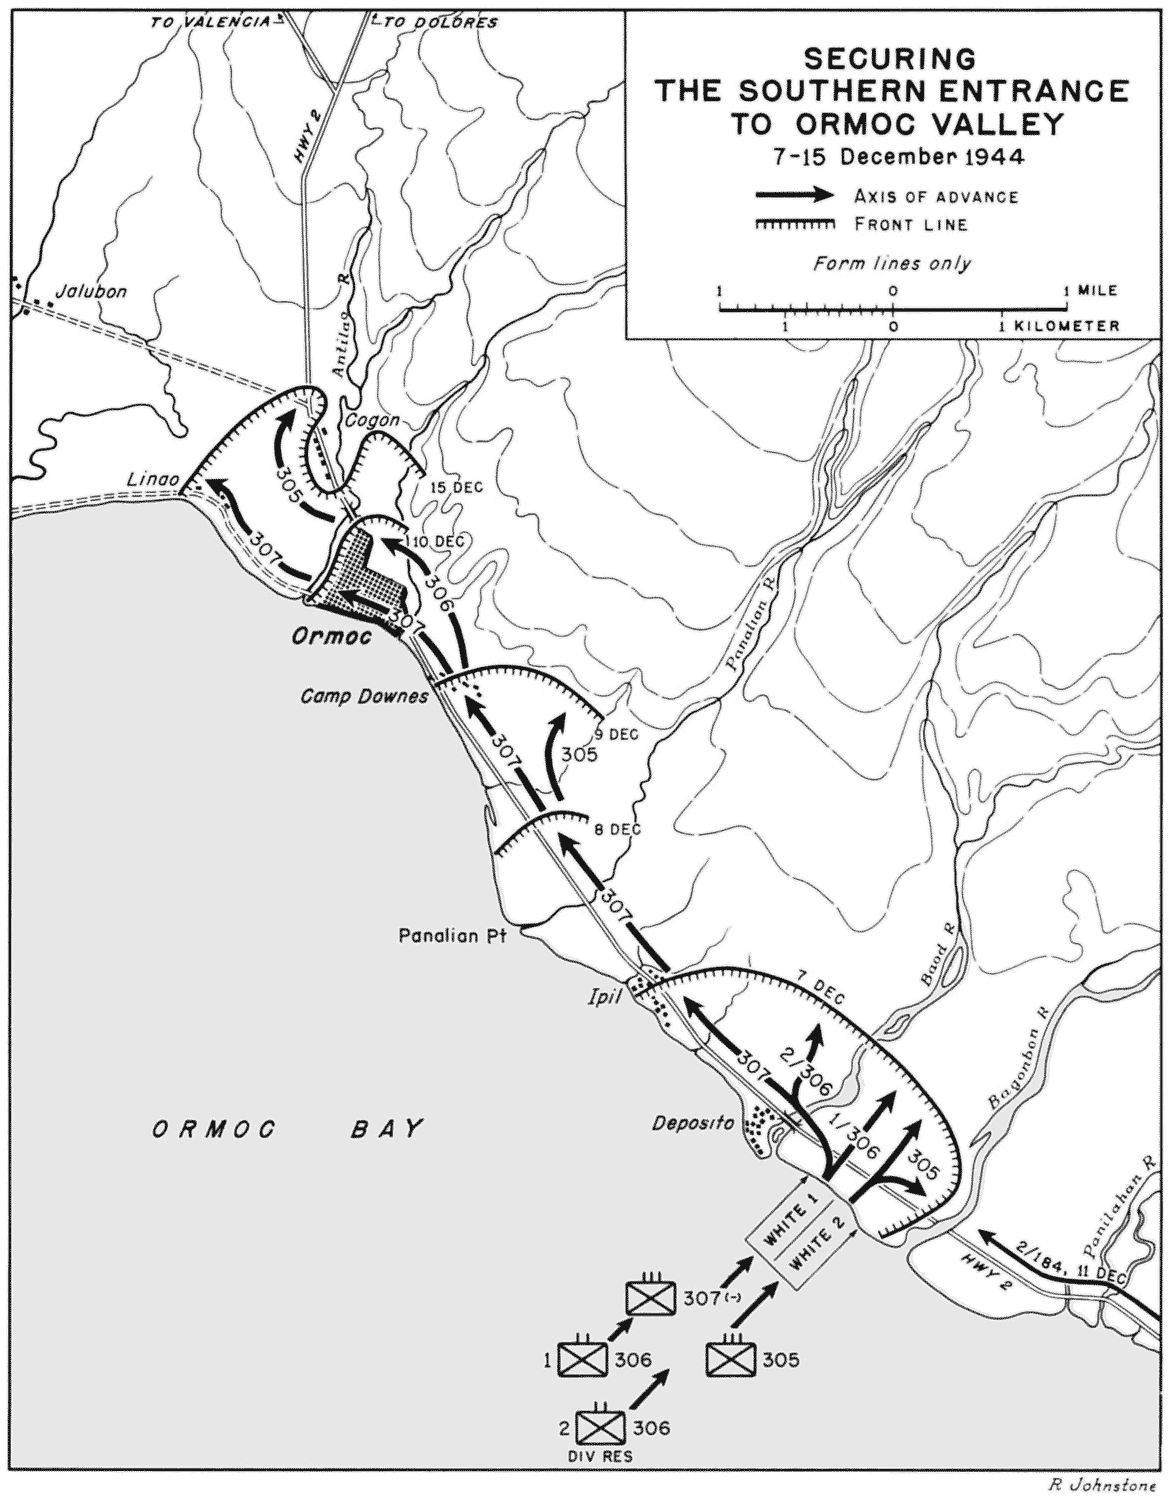 TO VALENCIA
TO DOLORES
SECURING
THE SOUTHERN ENTRANCE
TO ORMOC VALLEY
7-15 December 1944
AXIS OF ADVANCE
FRONT LINE
Form lines only
1 0 1 MILE
1 0 1 KILOMETER
HWY 2
Jalubon
Antilao R
Cogon
Linao
305
15 DEC
307
10 DEC
306
307
Ormoc
Camp Downes
Panalian R
9 DEC
307
305
8 DEC
307
Panalian Pt
Baod R
Ipil
7 DEC
Bagonbon R
307
2/306
Deposito
1/306
305
ORMOC BAY
Panilahan R
WHITE 1
WHITE 2
2/184, 11 DEC
HWY 2
307(-)
1 306
305
2 306
DIV RES
R Johnstone